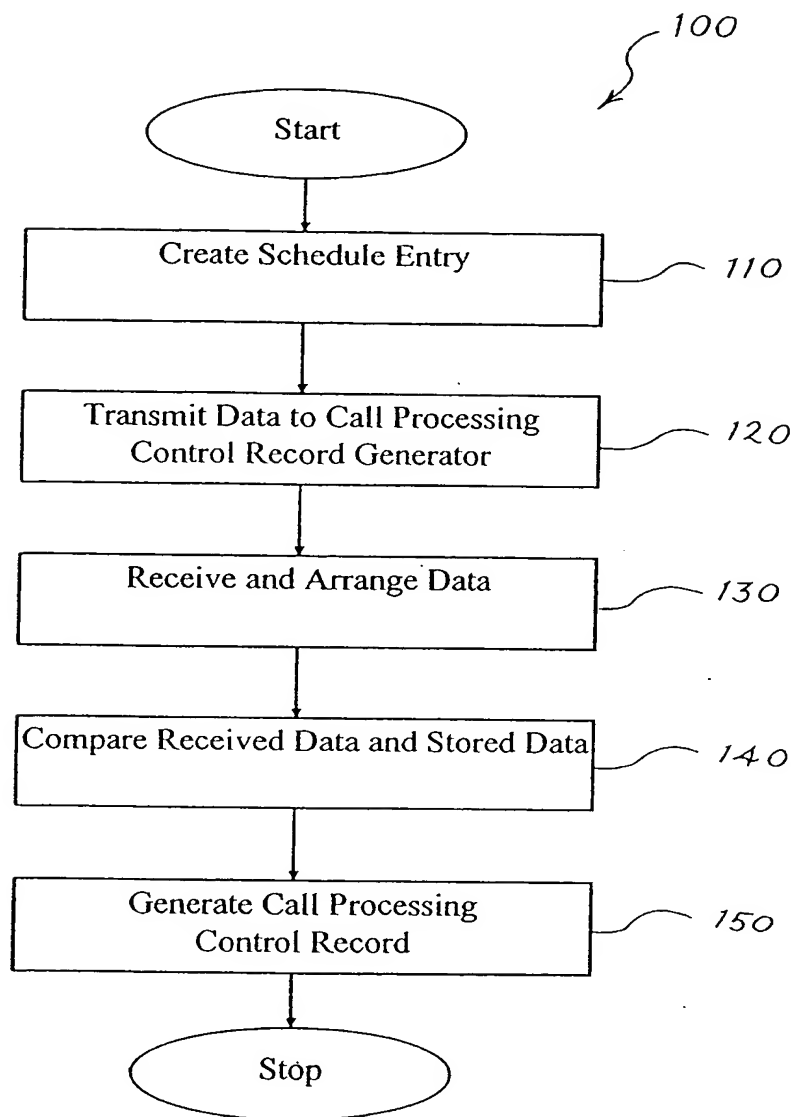 100
Start
Create Schedule Entry
110
Transmit Data to Call Processing
Control Record Generator
120
Receive and Arrange Data
130
Compare Received Data and Stored Data
140
Generate Call Processing
Control Record
150
Stop